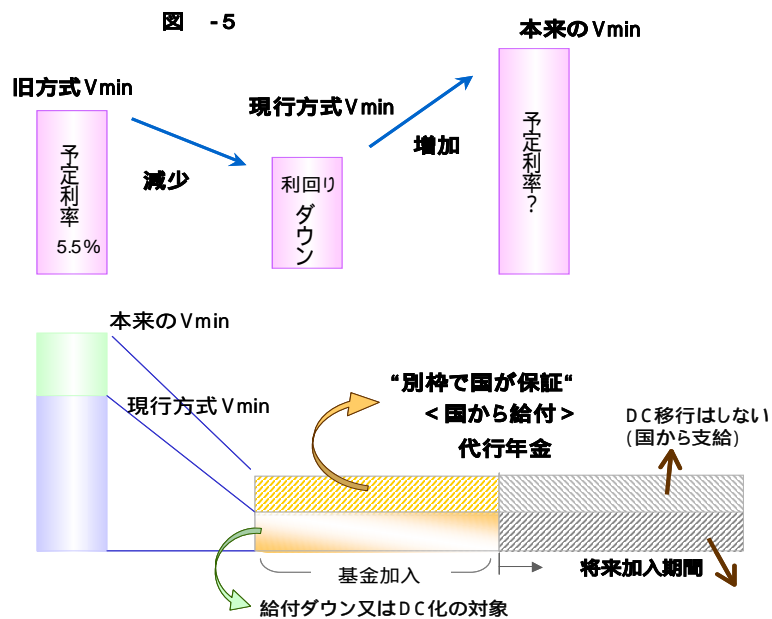 図 -5
本来のVmin
旧方式Vmin
現行方式Vmin
予定利率
5.5%
減少
利回り
ダウン
増加
予定利率?
本来のVmin
現行方式Vmin
"別枠で国が保証"
<国から給付>
代行年金
DC移行はしない
(国から支給)
基金加入
将来加入期間
給付ダウン又はDC化の対象